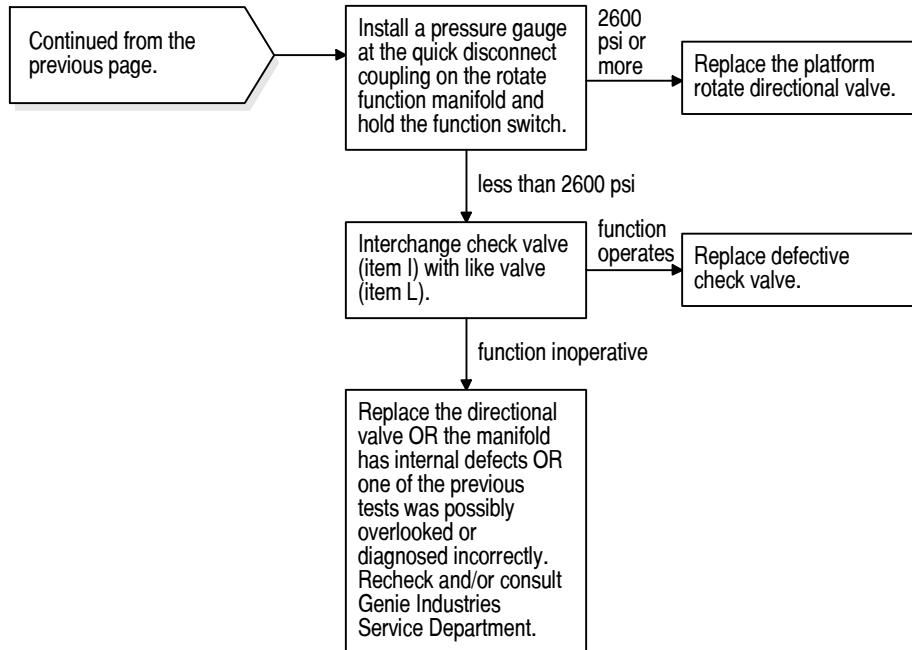 Continued from the
previous page.
Install a pressure gauge
at the quick disconnect
coupling on the rotate
function manifold and
hold the function switch.
2600
psi or
more
Replace the platform
rotate directional valve.
less than 2600 psi
Interchange check valve
(item I) with like valve
(item L).
function
operates
Replace defective
check valve.
function inoperative
Replace the directional
valve OR the manifold
has internal defects OR
one of the previous
tests was possibly
overlooked or
diagnosed incorrectly.
Recheck and/or consult
Genie Industries
Service Department.